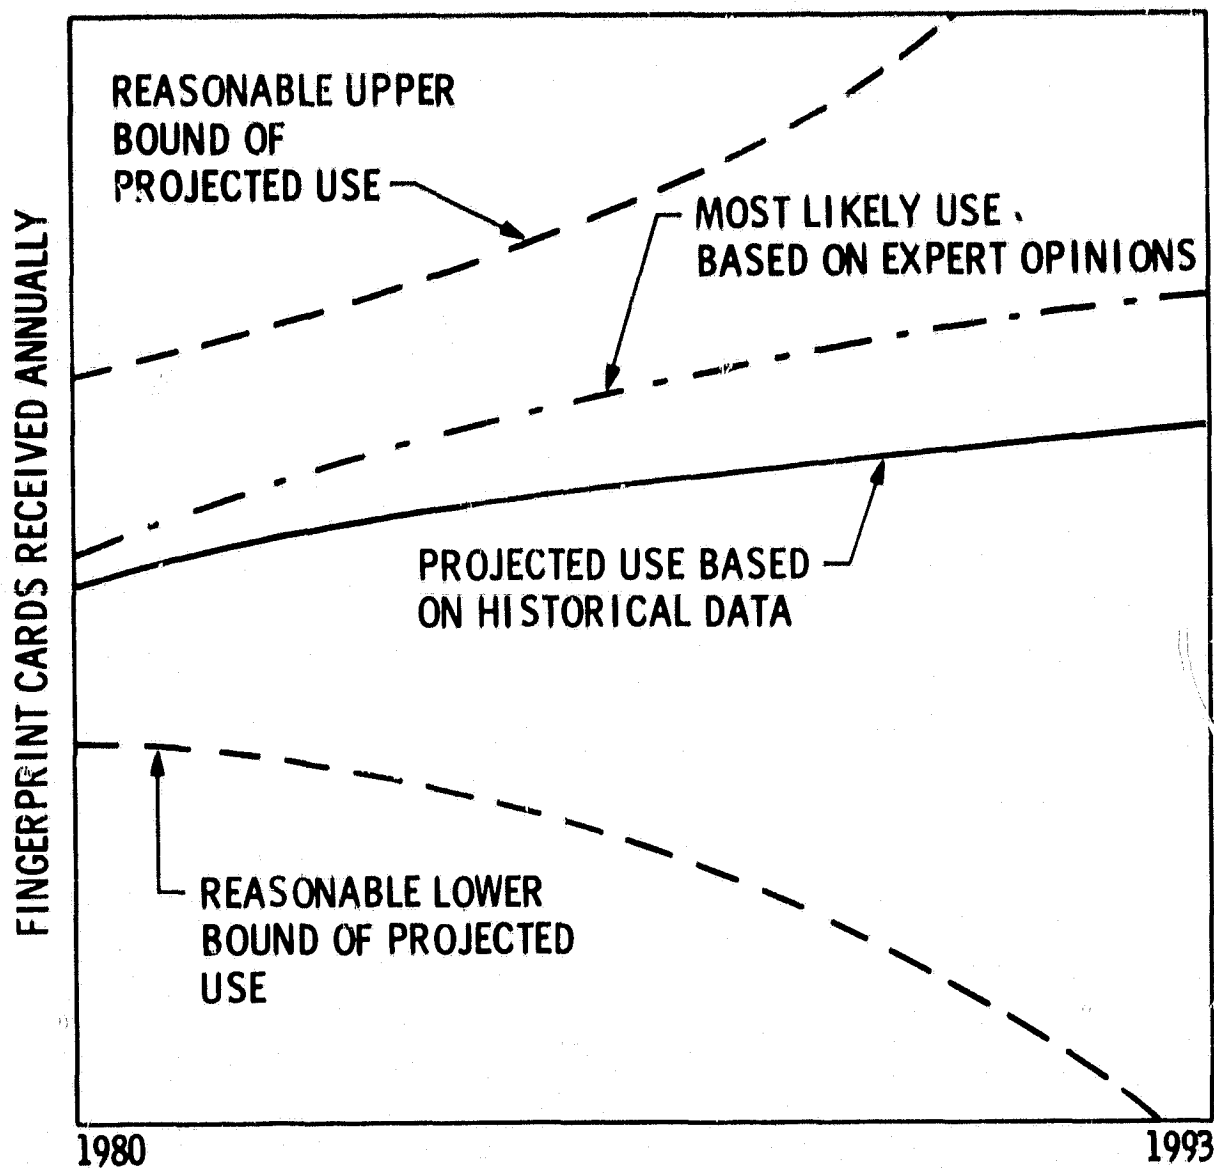 REASONABLE UPPER
BOUND OF
PROJECTED USE
MOST LIKELY USE
BASED ON EXPERT OPINIONS
FINGERPRINT CARDS RECEIVED ANNUALLY
PROJECTED USE BASED
ON HISTORICAL DATA
REASONABLE LOWER
BOUND OF PROJECTED
USE
1980
1993